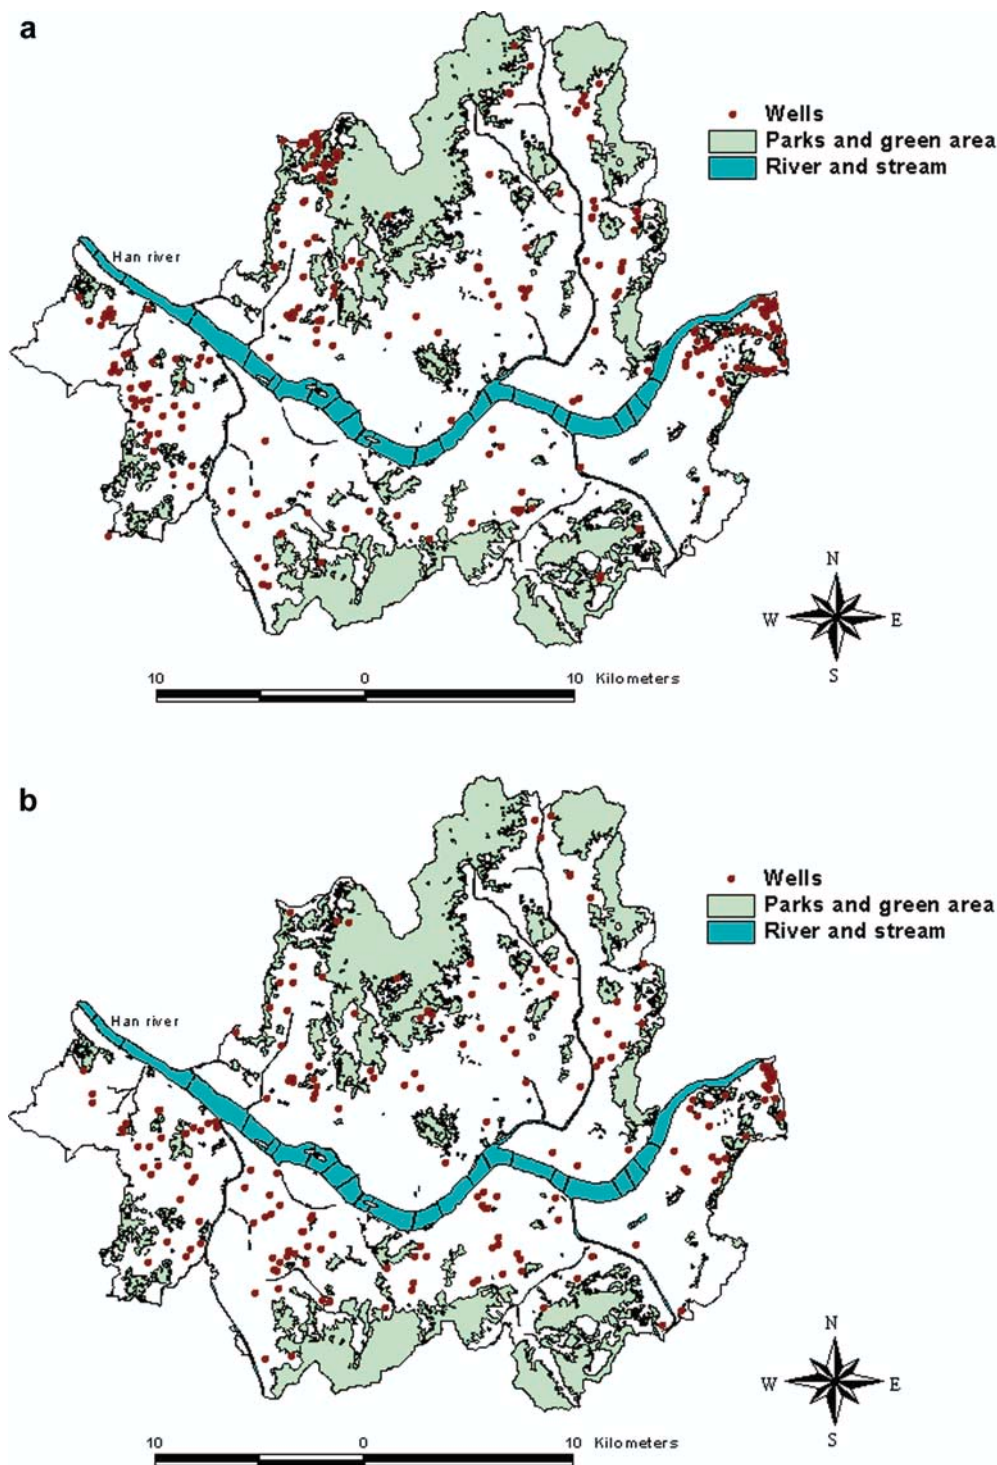 a
Wells
Parks and green area
River and stream
Han river
N
W E
S
10 0 10 Kilometers
b
Wells
Parks and green area
River and stream
Han river
N
W E
S
10 0 10 Kilometers